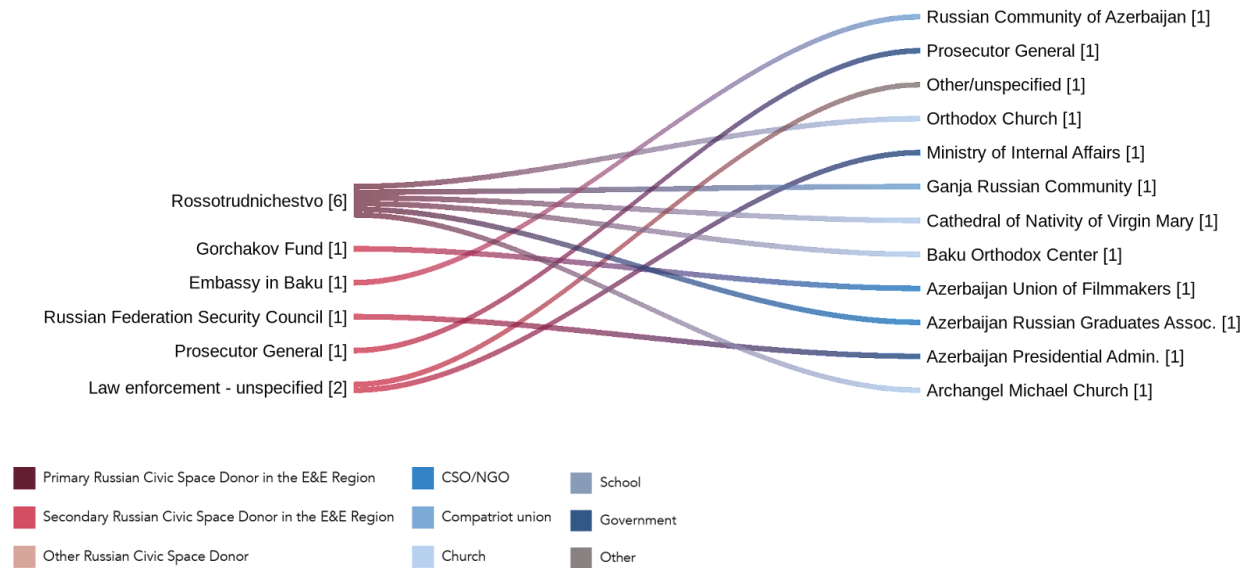 Russian Community of Azerbaijan [1]
Prosecutor General [1]
Other/unspecified [1]
Orthodox Church [1]
Ministry of Internal Affairs [1]
Ganja Russian Community [1]
Cathedral of Nativity of Virgin Mary [1]
Baku Orthodox Center [1]
Azerbaijan Union of Filmmakers [1]
Azerbaijan Russian Graduates Assoc. [1]
Azerbaijan Presidential Admin. [1]
Archangel Michael Church [1]
Rossotrudnichestvo [6]
Gorchakov Fund [1]
Embassy in Baku [1]
Russian Federation Security Council [1]
Prosecutor General [1]
Law enforcement - unspecified [2]
Primary Russian Civic Space Donor in the E&E Region
Secondary Russian Civic Space Donor in the E&E Region
Other Russian Civic Space Donor
CSO/NGO
Compatriot union
Church
School
Government
Other